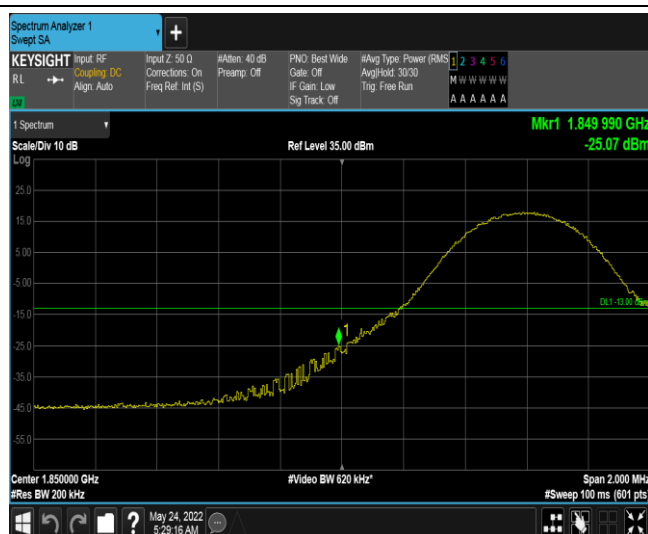 Spectrum Analyzer 1
Swept SA
+
KEYSIGHT
RL
LXI
Input: RF
Coupling: DC
Align: Auto
Input Z: 50 Ω
Corrections: On
Freq Ref: Int (S)
#Atten: 40 dB
Preamp: Off
PNO: Best Wide
Gate: Off
IF Gain: Low
Sig Track: Off
#Avg Type: Power (RMS
Avg|Hold: 30/30
Trig: Free Run
1 2 3 4 5 6
M W W W W W
A A A A A A
1 Spectrum
Mkr1 1.849 990 GHz
Scale/Div 10 dB
Ref Level 35.00 dBm
-25.07 dBm
Log
25.0
15.0
5.00
-5.00
DL1 -13.00 dBm
-15.0
1
-25.0
-35.0
-45.0
-55.0
Center 1.850000 GHz
#Video BW 620 kHz*
Span 2.000 MHz
#Res BW 200 kHz
#Sweep 100 ms (601 pts)
?
May 24, 2022
5:29:16 AM